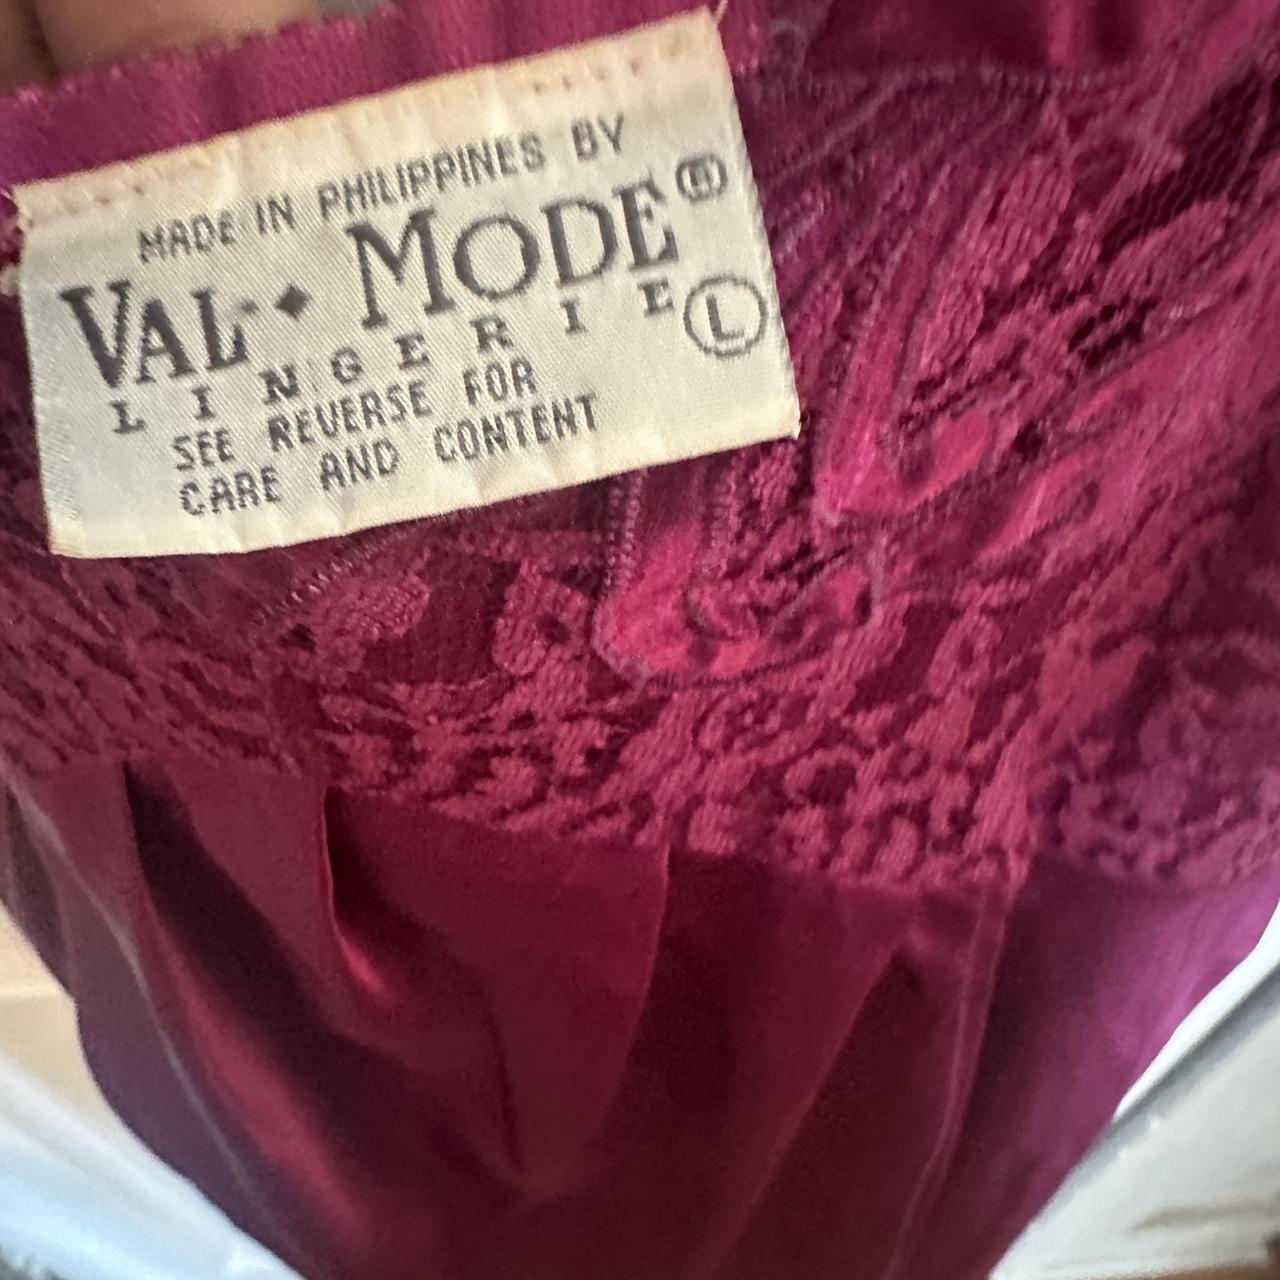 MADE IN PHILIPPINES BY
VAL·◆ MODE®
LINGERIE Ⓛ
SEE REVERSE FOR
CARE AND CONTENT